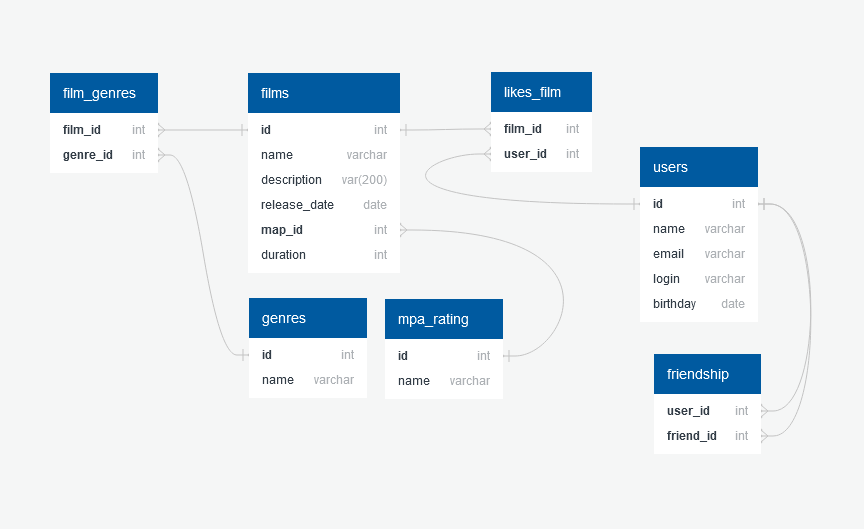 film_genres
film_id int
genre_id int
films
id int
name varchar
description var(200)
release_date date
map_id int
duration int
likes_film
film_id int
user_id int
users
id int
name varchar
email varchar
login varchar
birthday date
genres
id int
name varchar
mpa_rating
id int
name varchar
friendship
user_id int
friend_id int